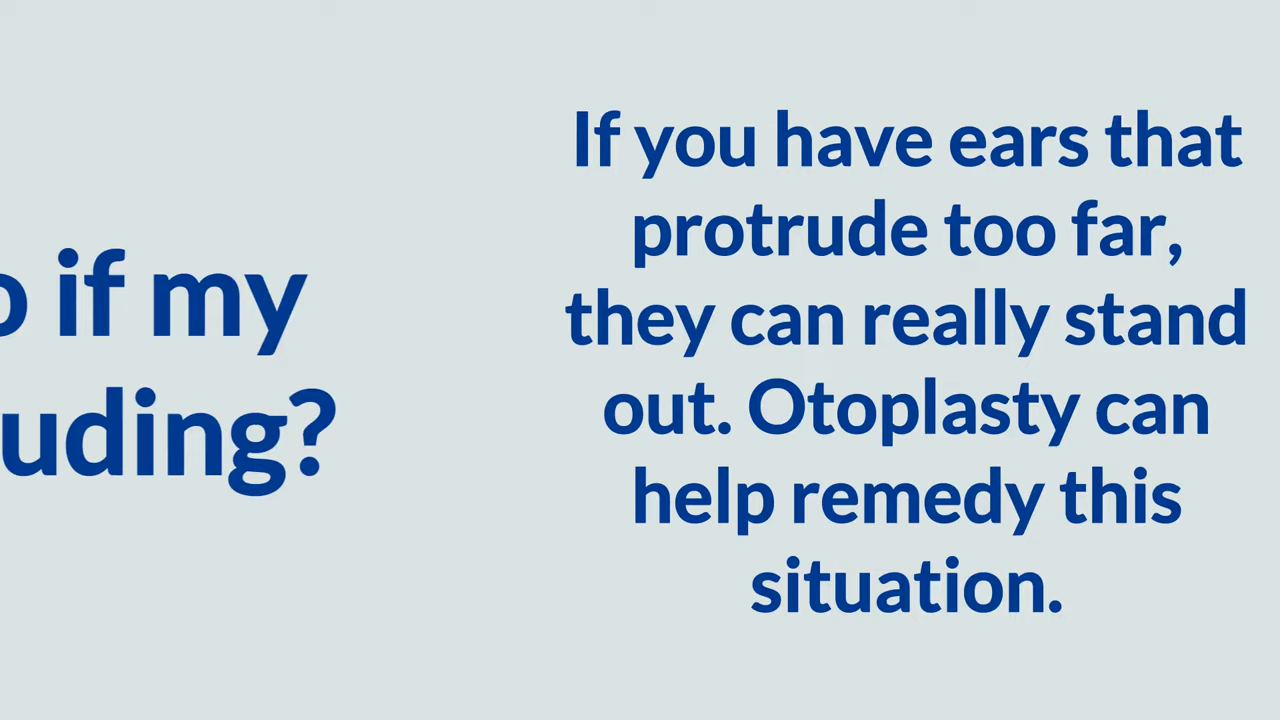 o if my
uding?
If you have ears that
protrude too far,
they can really stand
out. Otoplasty can
help remedy this
situation.